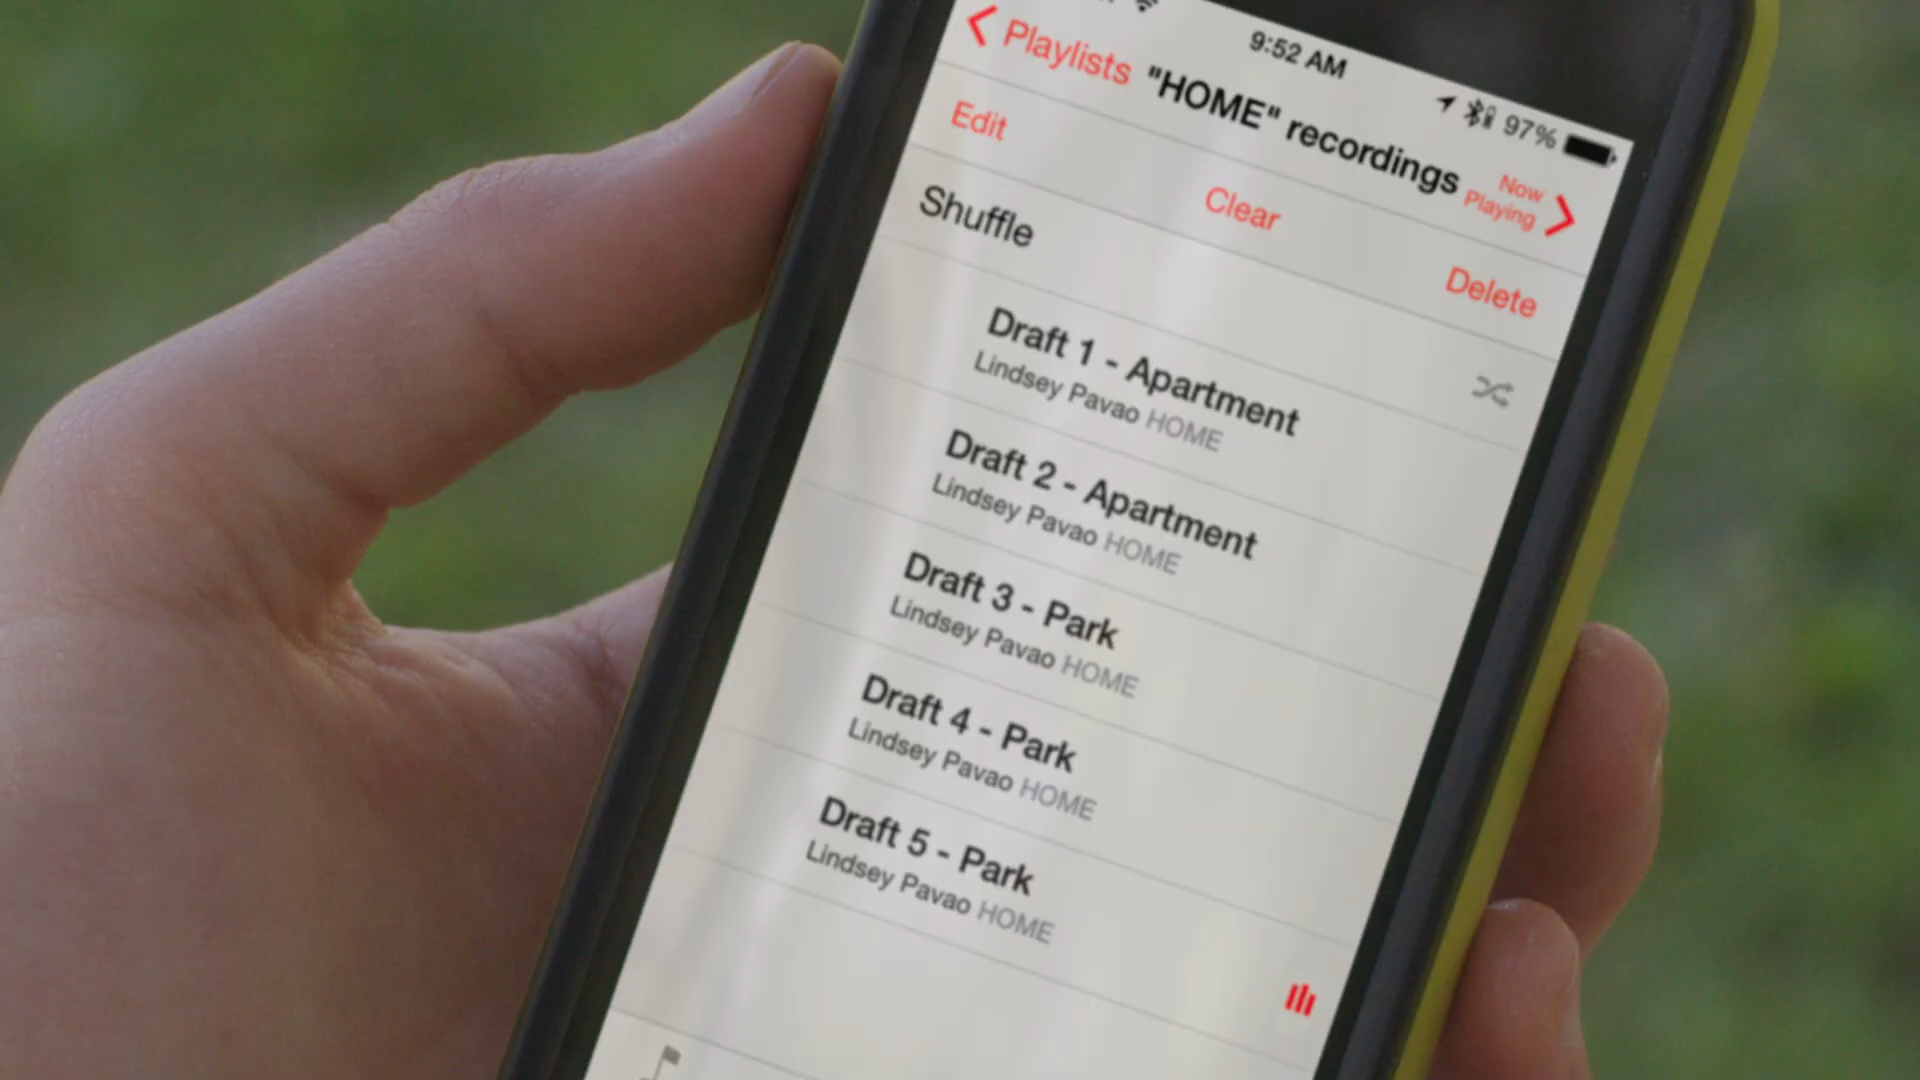 9:52 AM
97%
Playlists
"HOME" recordings
Now
Playing
Edit
Clear
Delete
Shuffle
Draft 1 - Apartment
Lindsey Pavao HOME
Draft 2 - Apartment
Lindsey Pavao HOME
Draft 3 - Park
Lindsey Pavao HOME
Draft 4 - Park
Lindsey Pavao HOME
Draft 5 - Park
Lindsey Pavao HOME